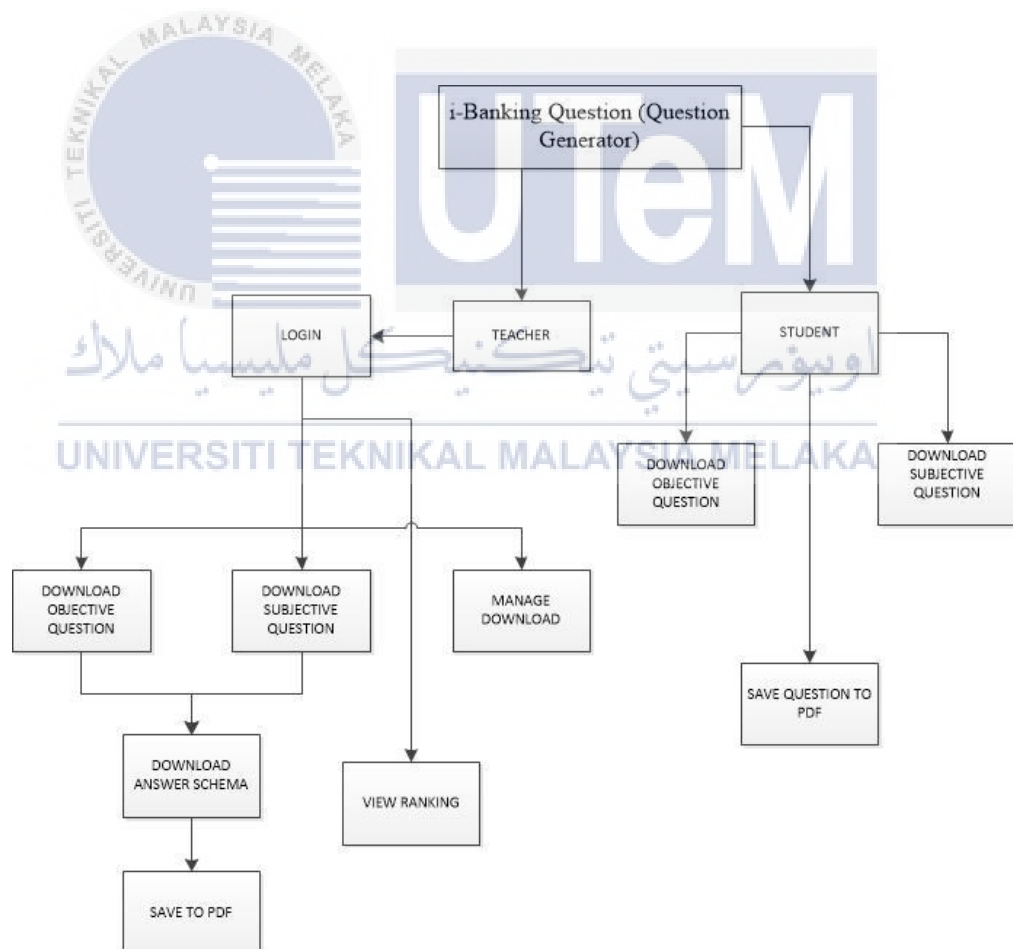 UNIVERSITI TEKNIKAL MALAYSIA MELAKA
UTeM
i-Banking Question (Question
Generator)
LOGIN
TEACHER
STUDENT
اونيۏرسيتي تيكنيكل مليسيا ملاك
UNIVERSITI TEKNIKAL MALAYSIA MELAKA
DOWNLOAD
OBJECTIVE
QUESTION
DOWNLOAD
SUBJECTIVE
QUESTION
DOWNLOAD
OBJECTIVE
QUESTION
DOWNLOAD
SUBJECTIVE
QUESTION
MANAGE
DOWNLOAD
SAVE QUESTION TO
PDF
DOWNLOAD
ANSWER SCHEMA
VIEW RANKING
SAVE TO PDF